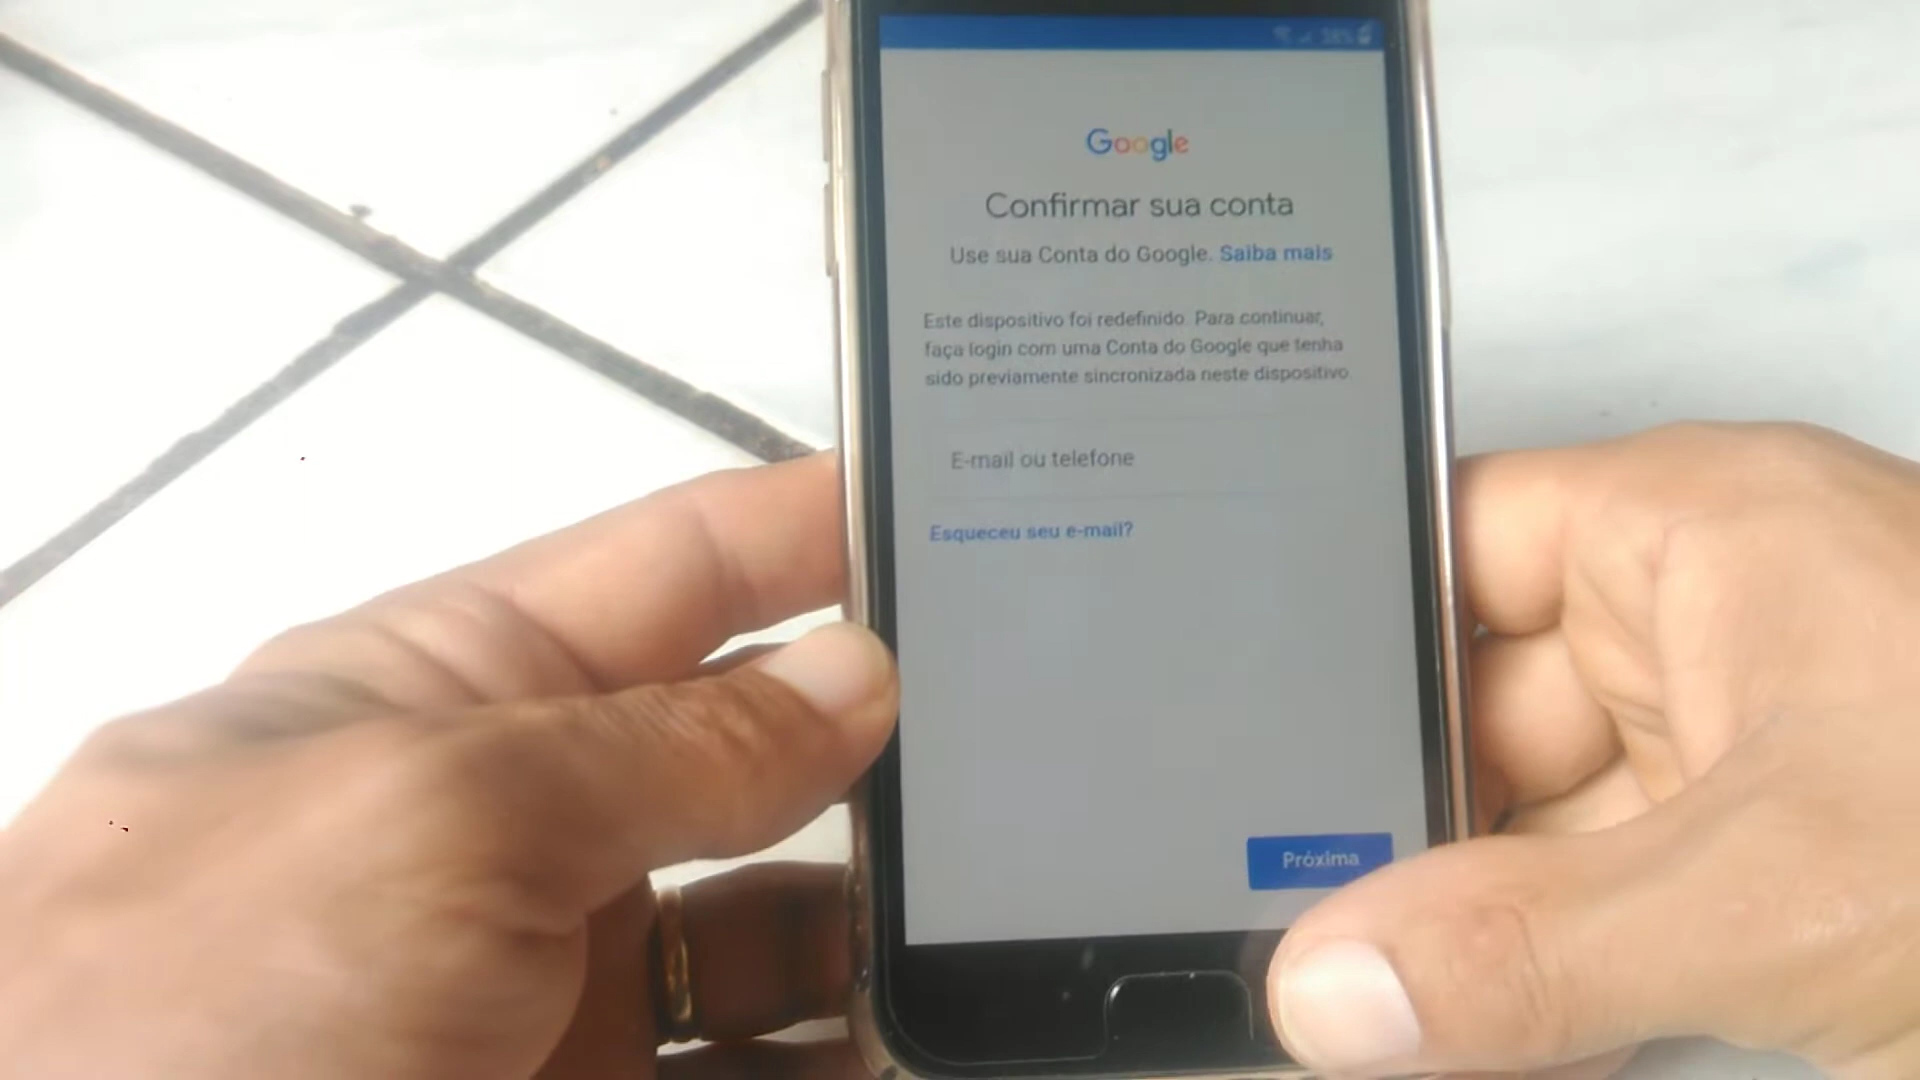 58%
Google
Confirmar sua conta
Use sua Conta do Google. Saiba mais
Este dispositivo foi redefinido. Para continuar,
faça login com uma Conta do Google que tenha
sido previamente sincronizada neste dispositivo.
E-mail ou telefone
Esqueceu seu e-mail?
Próxima